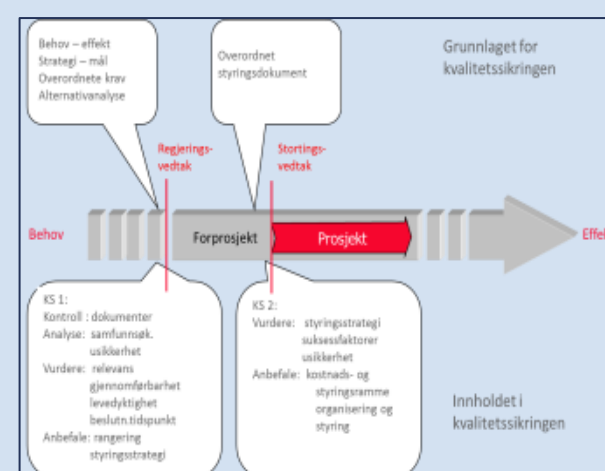 Behov – effekt
Strategi – mål
Overordnete krav
Alternativanalyse
Overordnet
styringsdokument
Grunnlaget for
kvalitetssikringen
Regjerings-
vedtak
Stortings-
vedtak
Behov
Forprosjekt
Prosjekt
Effekt
KS 1:
Kontroll : dokumenter
Analyse: samfunnsøk.
usikkerhet
Vurdere: relevans
gjennomførbarhet
levedyktighet
beslutn.tidspunkt
Anbefale: rangering
styringsstrategi
KS 2:
Vurdere: styringsstrategi
suksessfaktorer
usikkerhet
Anbefale: kostnads- og
styringsramme
organisering og
styring
Innholdet i
kvalitetssikringen